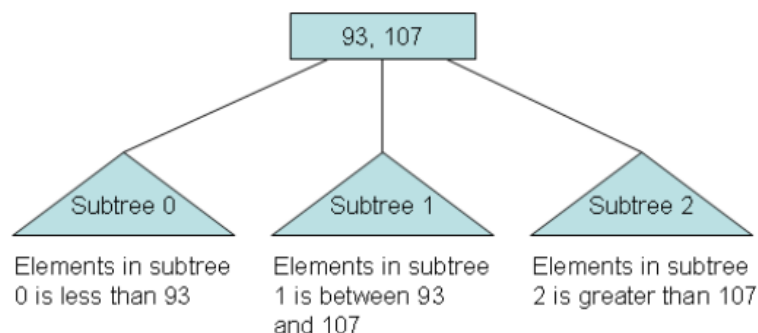 93, 107
Subtree 0
Subtree 1
Subtree 2
Elements in subtree
0 is less than 93
Elements in subtree
1 is between 93
and 107
Elements in subtree
2 is greater than 107